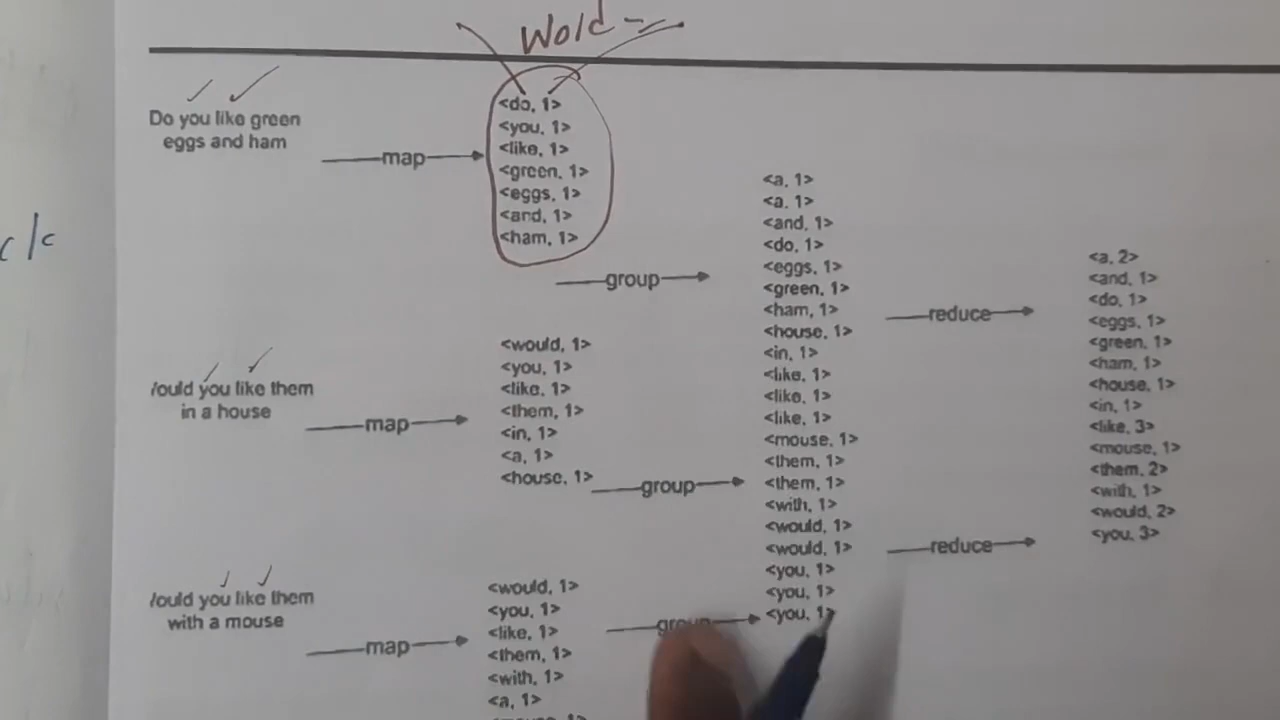 Wold
Do you like green
eggs and ham
map
<do, 1>
<you, 1>
<like, 1>
<green, 1>
<eggs, 1>
<and, 1>
<ham, 1>
group
c/c
/ould you like them
in a house
map
<would, 1>
<you, 1>
<like, 1>
<them, 1>
<in, 1>
<a, 1>
<house, 1>
group
/ould you like them
with a mouse
map
<would, 1>
<you, 1>
<like, 1>
<them, 1>
<with, 1>
<a, 1>
group
<a, 1>
<a, 1>
<and, 1>
<do, 1>
<eggs, 1>
<green, 1>
<ham, 1>
<house, 1>
<in, 1>
<like, 1>
<like, 1>
<like, 1>
<mouse, 1>
<them, 1>
<them, 1>
<with, 1>
<would, 1>
<would, 1>
<you, 1>
<you, 1>
<you, 1>
reduce
reduce
<a, 2>
<and, 1>
<do, 1>
<eggs, 1>
<green, 1>
<ham, 1>
<house, 1>
<in, 1>
<like, 3>
<mouse, 1>
<them, 2>
<with, 1>
<would, 2>
<you, 3>